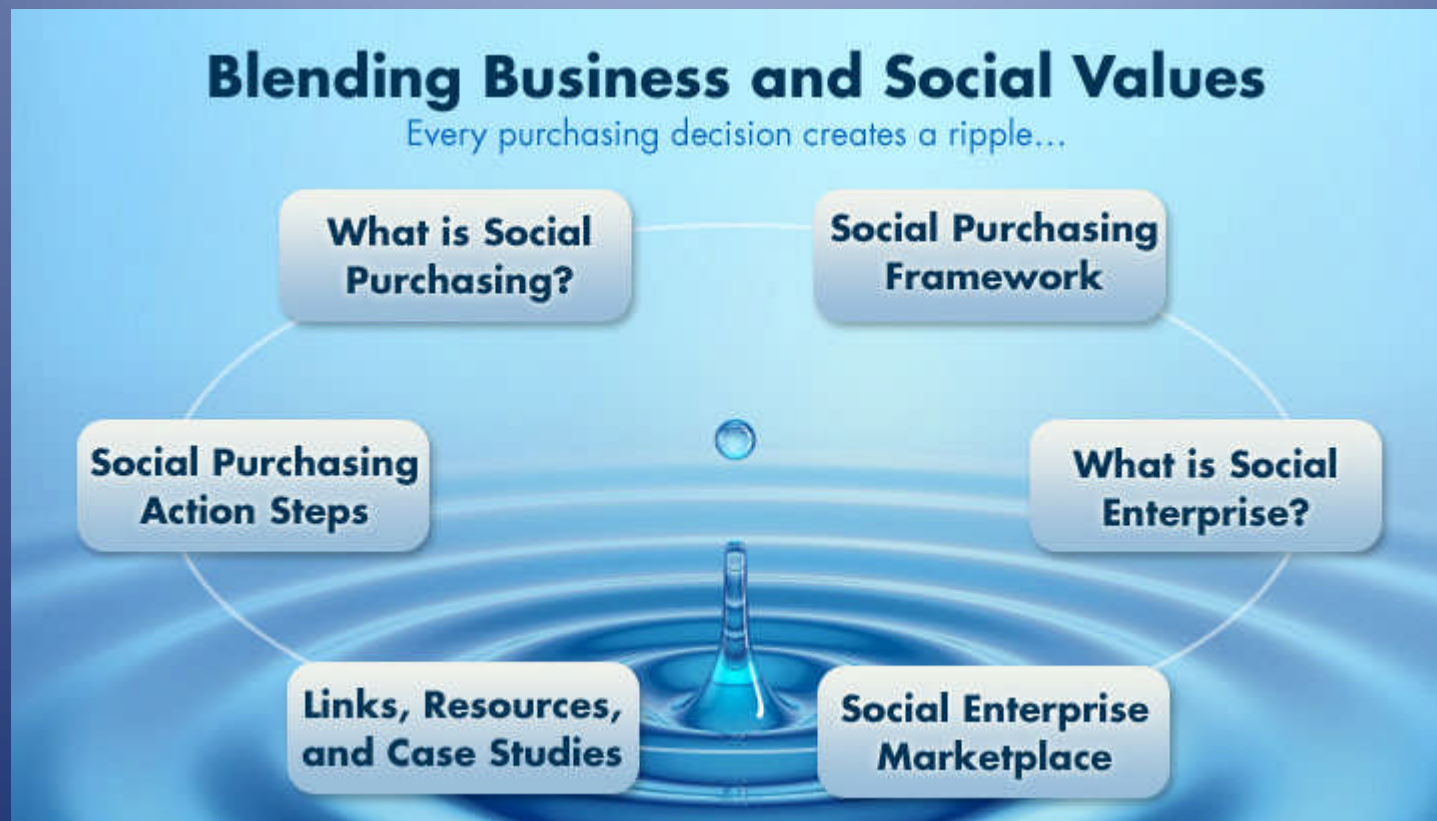 Blending Business and Social Values
Every purchasing decision creates a ripple...
What is Social
Purchasing?
Social Purchasing
Framework
Social Purchasing
Action Steps
What is Social
Enterprise?
Links, Resources,
and Case Studies
Social Enterprise
Marketplace